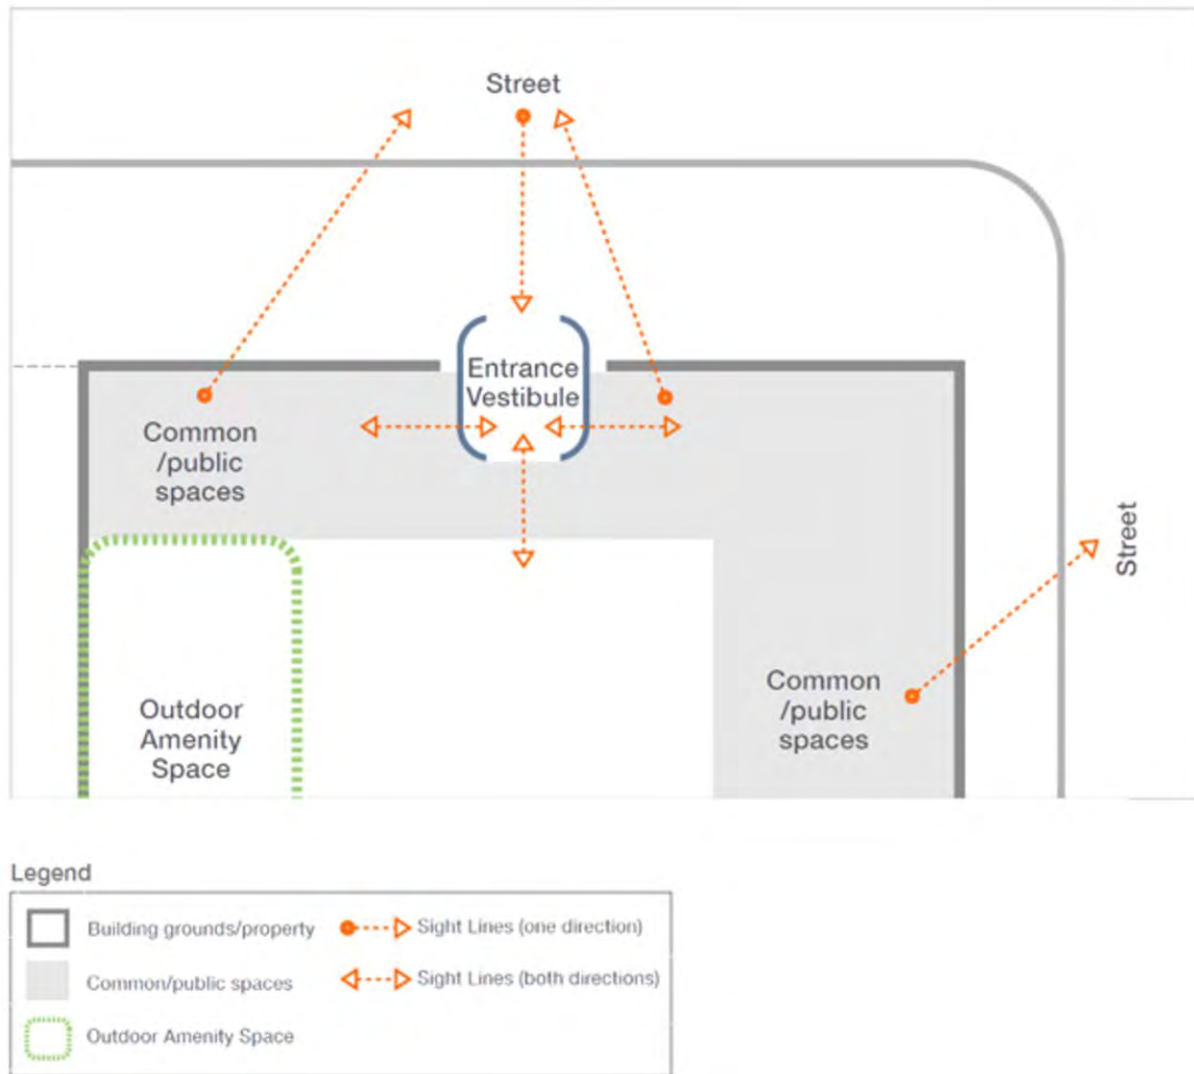 Street
Entrance
Vestibule
Common
/public
spaces
Street
Common
/public
spaces
Outdoor
Amenity
Space
Legend
Building grounds/property
Sight Lines (one direction)
Common/public spaces
Sight Lines (both directions)
Outdoor Amenity Space